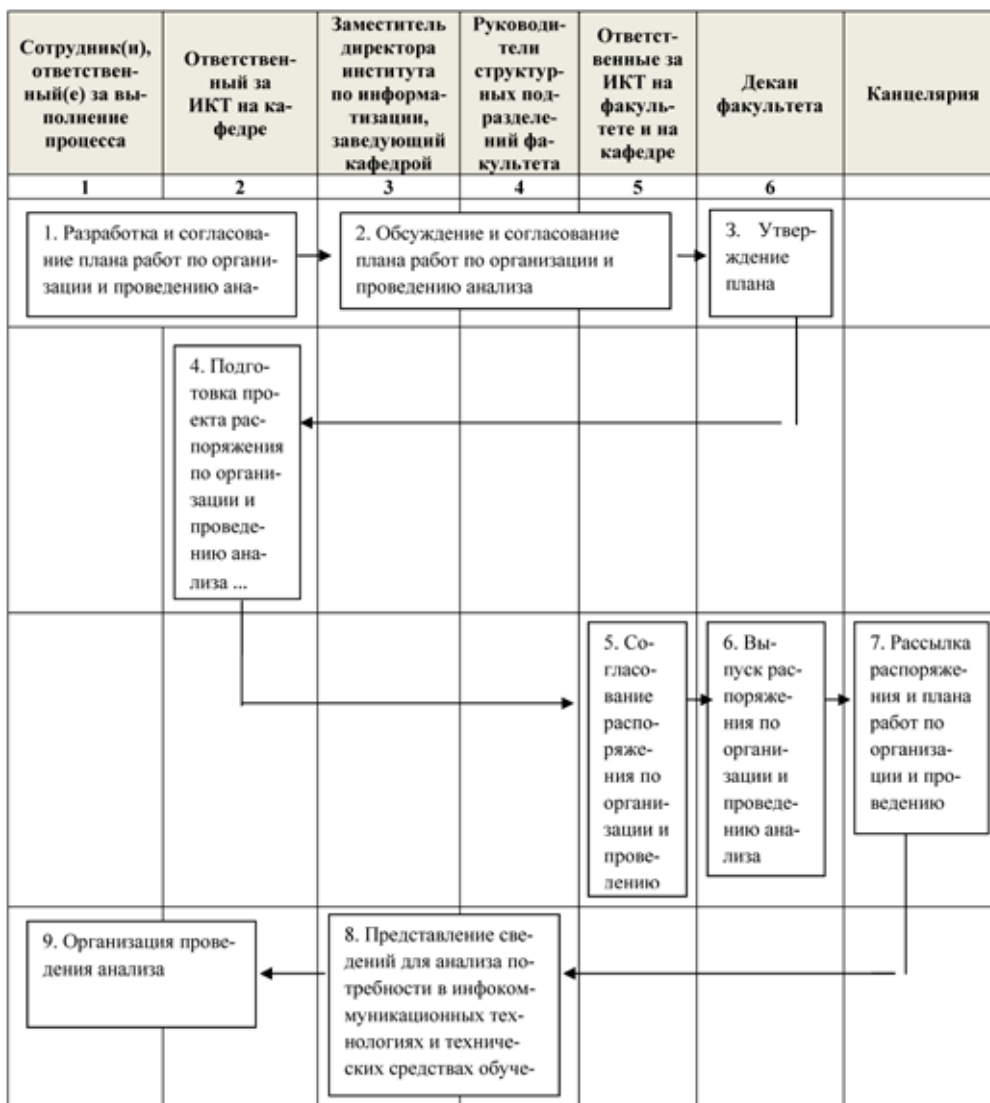 Сотрудник(и),
ответствен-
ный(е) за вы-
полнение
процесса
Ответствен-
ный за
ИКТ на ка-
федре
Заместитель
директора
института
по информа-
тизации,
заведующий
кафедрой
Руководи-
тели
структур-
ных под-
разделе-
ний фа-
культета
Ответст-
венные за
ИКТ на
факуль-
тете и на
кафедре
Декан
факультета
Канцелярия
1 2 3 4 5 6
1. Разработка и согласова-
ние плана работ по органи-
зации и проведению ана-
2. Обсуждение и согласование
плана работ по организации и
проведению анализа
3. Утвер-
ждение
плана
4. Подго-
товка про-
екта рас-
поряжения
по органи-
зации и
проведе-
нию ана-
лиза ...
5. Со-
гласо-
вание
распо-
ряже-
ния по
органи-
зации и
прове-
дению
6. Вы-
пуск рас-
поряже-
ния по
органи-
зации и
проведе-
нию ана-
лиза
7. Рассылка
распоряже-
ния и плана
работ по
организа-
ции и про-
ведению
9. Организация прове-
дения анализа
8. Представление све-
дений для анализа по-
требности в инфоком-
муникационных тех-
нологиях и техниче-
ских средствах обуче-